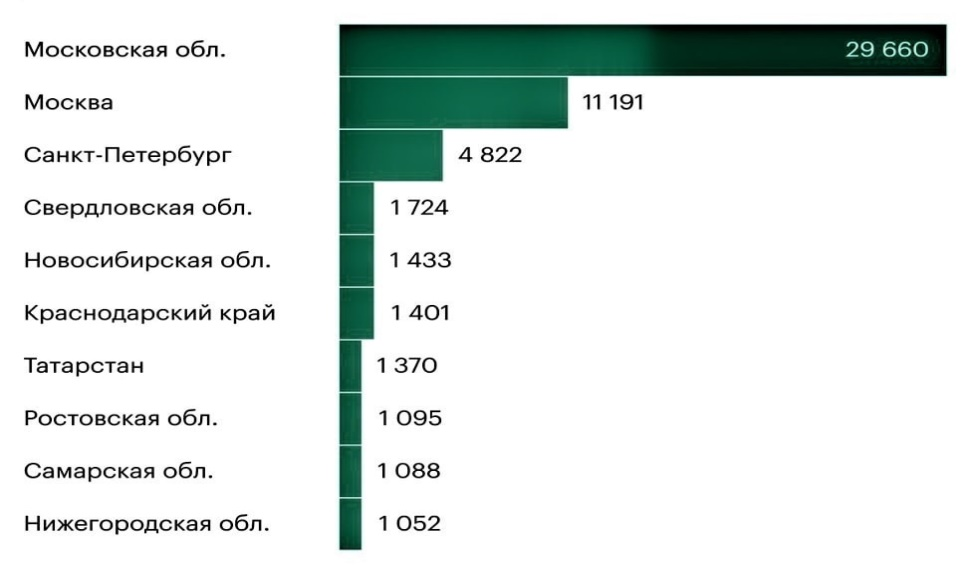 Московская обл. 29 660
Москва 11 191
Санкт-Петербург 4 822
Свердловская обл. 1 724
Новосибирская обл. 1 433
Краснодарский край 1 401
Татарстан 1 370
Ростовская обл. 1 095
Самарская обл. 1 088
Нижегородская обл. 1 052